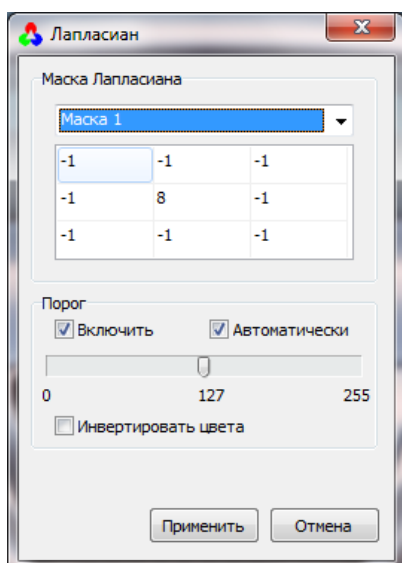 Лапласиан
Маска Лапласиана
Маска 1
-1 -1 -1
-1 8 -1
-1 -1 -1
Порог
Включить Автоматически
0 127 255
Инвертировать цвета
Применить Отмена